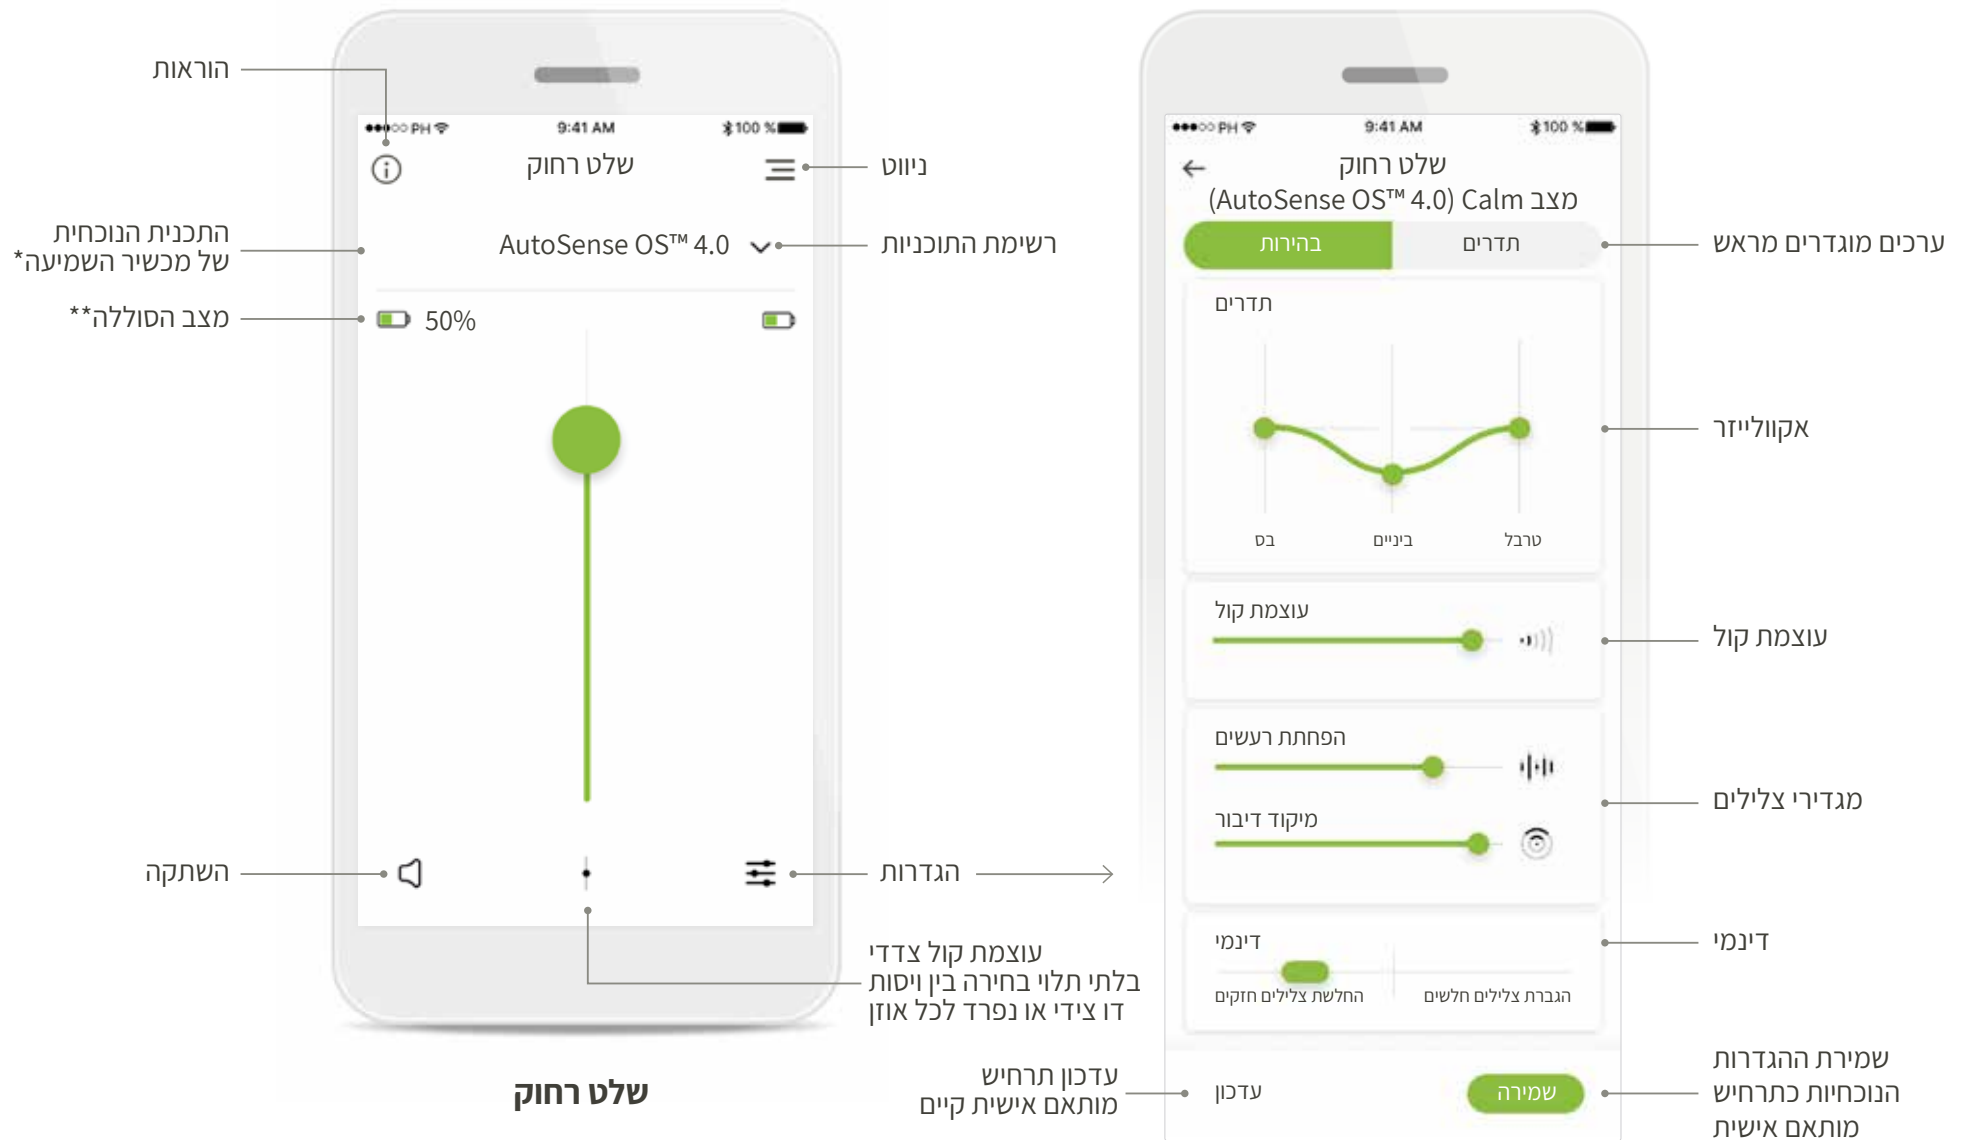 הוראות
●●●○○ PH 9:41 AM 100 %
שלט רחוק
ניווט
התכנית הנוכחית
של מכשיר השמיעה*
AutoSense OS™ 4.0
רשימת התוכניות
מצב הסוללה**
50%
השתקה
הגדרות
עוצמת קול צדדי
בלתי תלוי בחירה בין ויסות
דו צידי או נפרד לכל אוזן
שלט רחוק
●●●○○ PH 9:41 AM 100 %
שלט רחוק
מצב Calm (AutoSense OS™ 4.0)
בהירות תדרים
ערכים מוגדרים מראש
תדרים
אקוולייזר
בס ביניים טרבל
עוצמת קול
עוצמת קול
הפחתת רעשים
מיקוד דיבור
מגדירי צלילים
דינמי
דינמי
החלשת צלילים חזקים הגברת צלילים חלשים
עדכון תרחיש
מותאם אישית קיים
עדכון
שמירה
שמירת ההגדרות
הנוכחיות כתרחיש
מותאם אישית